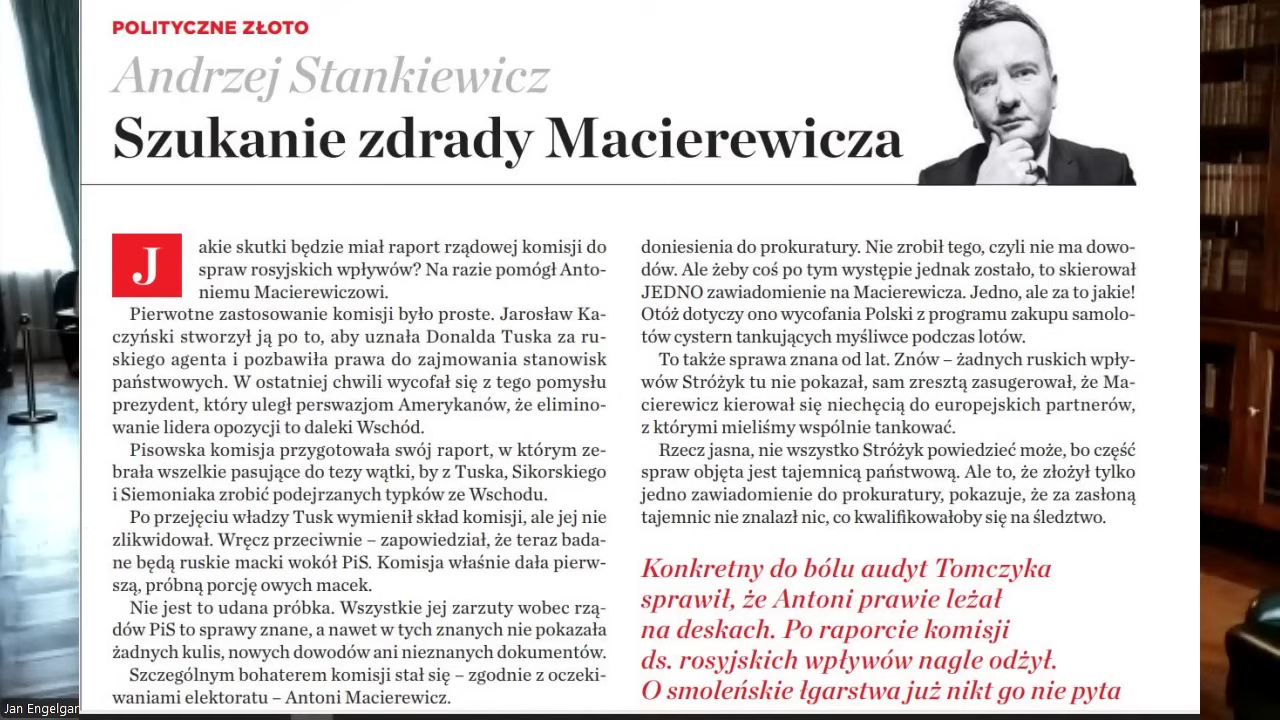 POLITYCZNE ZŁOTO
Andrzej Stankiewicz
Szukanie zdrady Macierewicza
Jakie skutki będzie miał raport rządowej komisji do
spraw rosyjskich wpływów? Na razie pomógł Anto-
niemu Macierewiczowi.
Pierwotne zastosowanie komisji było proste. Jarosław Ka-
czyński stworzył ją po to, aby uznała Donalda Tuska za ru-
skiego agenta i pozbawiła prawa do zajmowania stanowisk
państwowych. W ostatniej chwili wycofał się z tego pomysłu
prezydent, który uległ perswazjom Amerykanów, że elimino-
wanie lidera opozycji to daleki Wschód.
Pisowska komisja przygotowała swój raport, w którym ze-
brała wszelkie pasujące do tezy wątki, by z Tuska, Sikorskiego
i Siemoniaka zrobić podejrzanych typków ze Wschodu.
Po przejęciu władzy Tusk wymienił skład komisji, ale jej nie
zlikwidował. Wręcz przeciwnie – zapowiedział, że teraz bada-
ne będą ruskie macki wokół PiS. Komisja właśnie dała pierw-
szą, próbną porcję owych macek.
Nie jest to udana próbka. Wszystkie jej zarzuty wobec rzą-
dów PiS to sprawy znane, a nawet w tych znanych nie pokazała
żadnych kulis, nowych dowodów ani nieznanych dokumentów.
Szczególnym bohaterem komisji stał się – zgodnie z oczeki-
waniami elektoratu – Antoni Macierewicz.
doniesienia do prokuratury. Nie zrobił tego, czyli nie ma dowo-
dów. Ale żeby coś po tym występie jednak zostało, to skierował
JEDNO zawiadomienie na Macierewicza. Jedno, ale za to jakie!
Otóż dotyczy ono wycofania Polski z programu zakupu samolo-
tów cystern tankujących myśliwce podczas lotów.
To także sprawa znana od lat. Znów – żadnych ruskich wpły-
wów Stróżyk tu nie pokazał, sam zresztą zasugerował, że Ma-
cierewicz kierował się niechęcią do europejskich partnerów,
z którymi mieliśmy wspólnie tankować.
Rzecz jasna, nie wszystko Stróżyk powiedzieć może, bo część
spraw objęta jest tajemnicą państwową. Ale to, że złożył tylko
jedno zawiadomienie do prokuratury, pokazuje, że za zasłoną
tajemnic nie znalazł nic, co kwalifikowałoby się na śledztwo.
Konkretny do bólu audyt Tomczyka
sprawił, że Antoni prawie leżał
na deskach. Po raporcie komisji
ds. rosyjskich wpływów nagle odżył.
O smoleńskie łgarstwa już nikt go nie pyta
Jan Engelgar